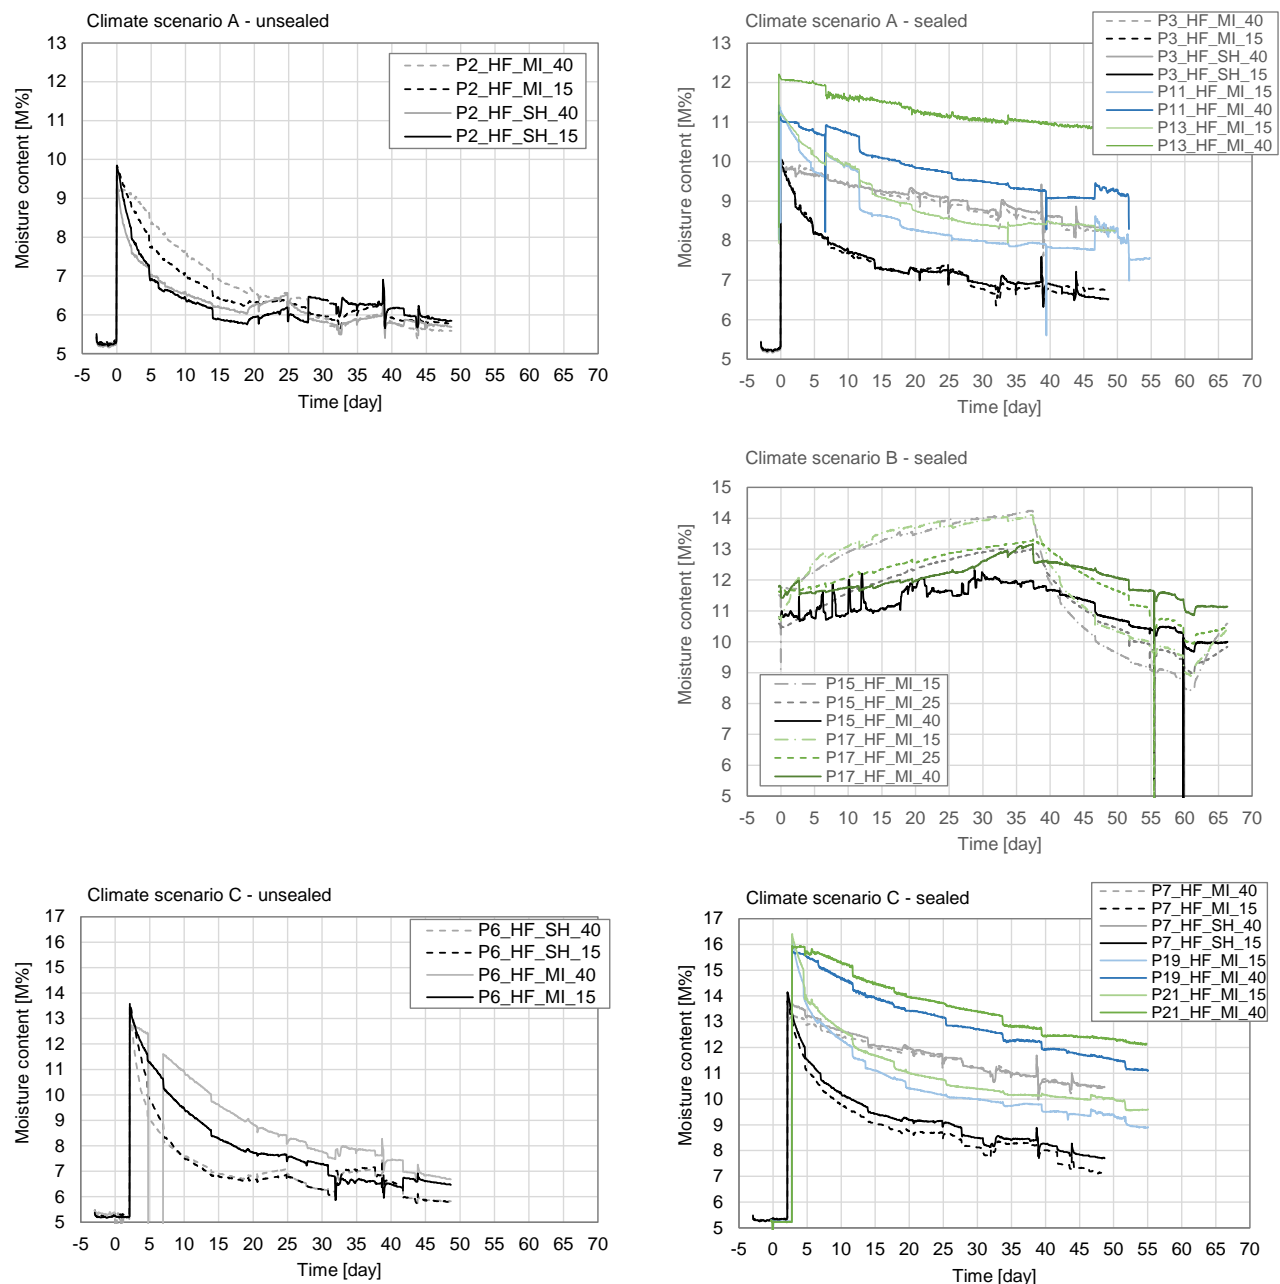 Climate scenario A - unsealed
Moisture content [M%]
13
12
11
10
9
8
7
6
5
-5 0 5 10 15 20 25 30 35 40 45 50 55 60 65 70
Time [day]
P2_HF_MI_40
P2_HF_MI_15
P2_HF_SH_40
P2_HF_SH_15
Climate scenario A - sealed
Moisture content [M%]
13
12
11
10
9
8
7
6
5
-5 0 5 10 15 20 25 30 35 40 45 50 55 60 65 70
Time [day]
P3_HF_MI_40
P3_HF_MI_15
P3_HF_SH_40
P3_HF_SH_15
P11_HF_MI_15
P11_HF_MI_40
P13_HF_MI_15
P13_HF_MI_40
Climate scenario B - sealed
Moisture content [M%]
15
14
13
12
11
10
9
8
7
6
5
-5 0 5 10 15 20 25 30 35 40 45 50 55 60 65 70
Time [day]
P15_HF_MI_15
P15_HF_MI_25
P15_HF_MI_40
P17_HF_MI_15
P17_HF_MI_25
P17_HF_MI_40
Climate scenario C - unsealed
Moisture content [M%]
17
16
15
14
13
12
11
10
9
8
7
6
5
-5 0 5 10 15 20 25 30 35 40 45 50 55 60 65 70
Time [day]
P6_HF_SH_40
P6_HF_SH_15
P6_HF_MI_40
P6_HF_MI_15
Climate scenario C - sealed
Moisture content [M%]
17
16
15
14
13
12
11
10
9
8
7
6
5
-5 0 5 10 15 20 25 30 35 40 45 50 55 60 65 70
Time [day]
P7_HF_MI_40
P7_HF_MI_15
P7_HF_SH_40
P7_HF_SH_15
P19_HF_MI_15
P19_HF_MI_40
P21_HF_MI_15
P21_HF_MI_40